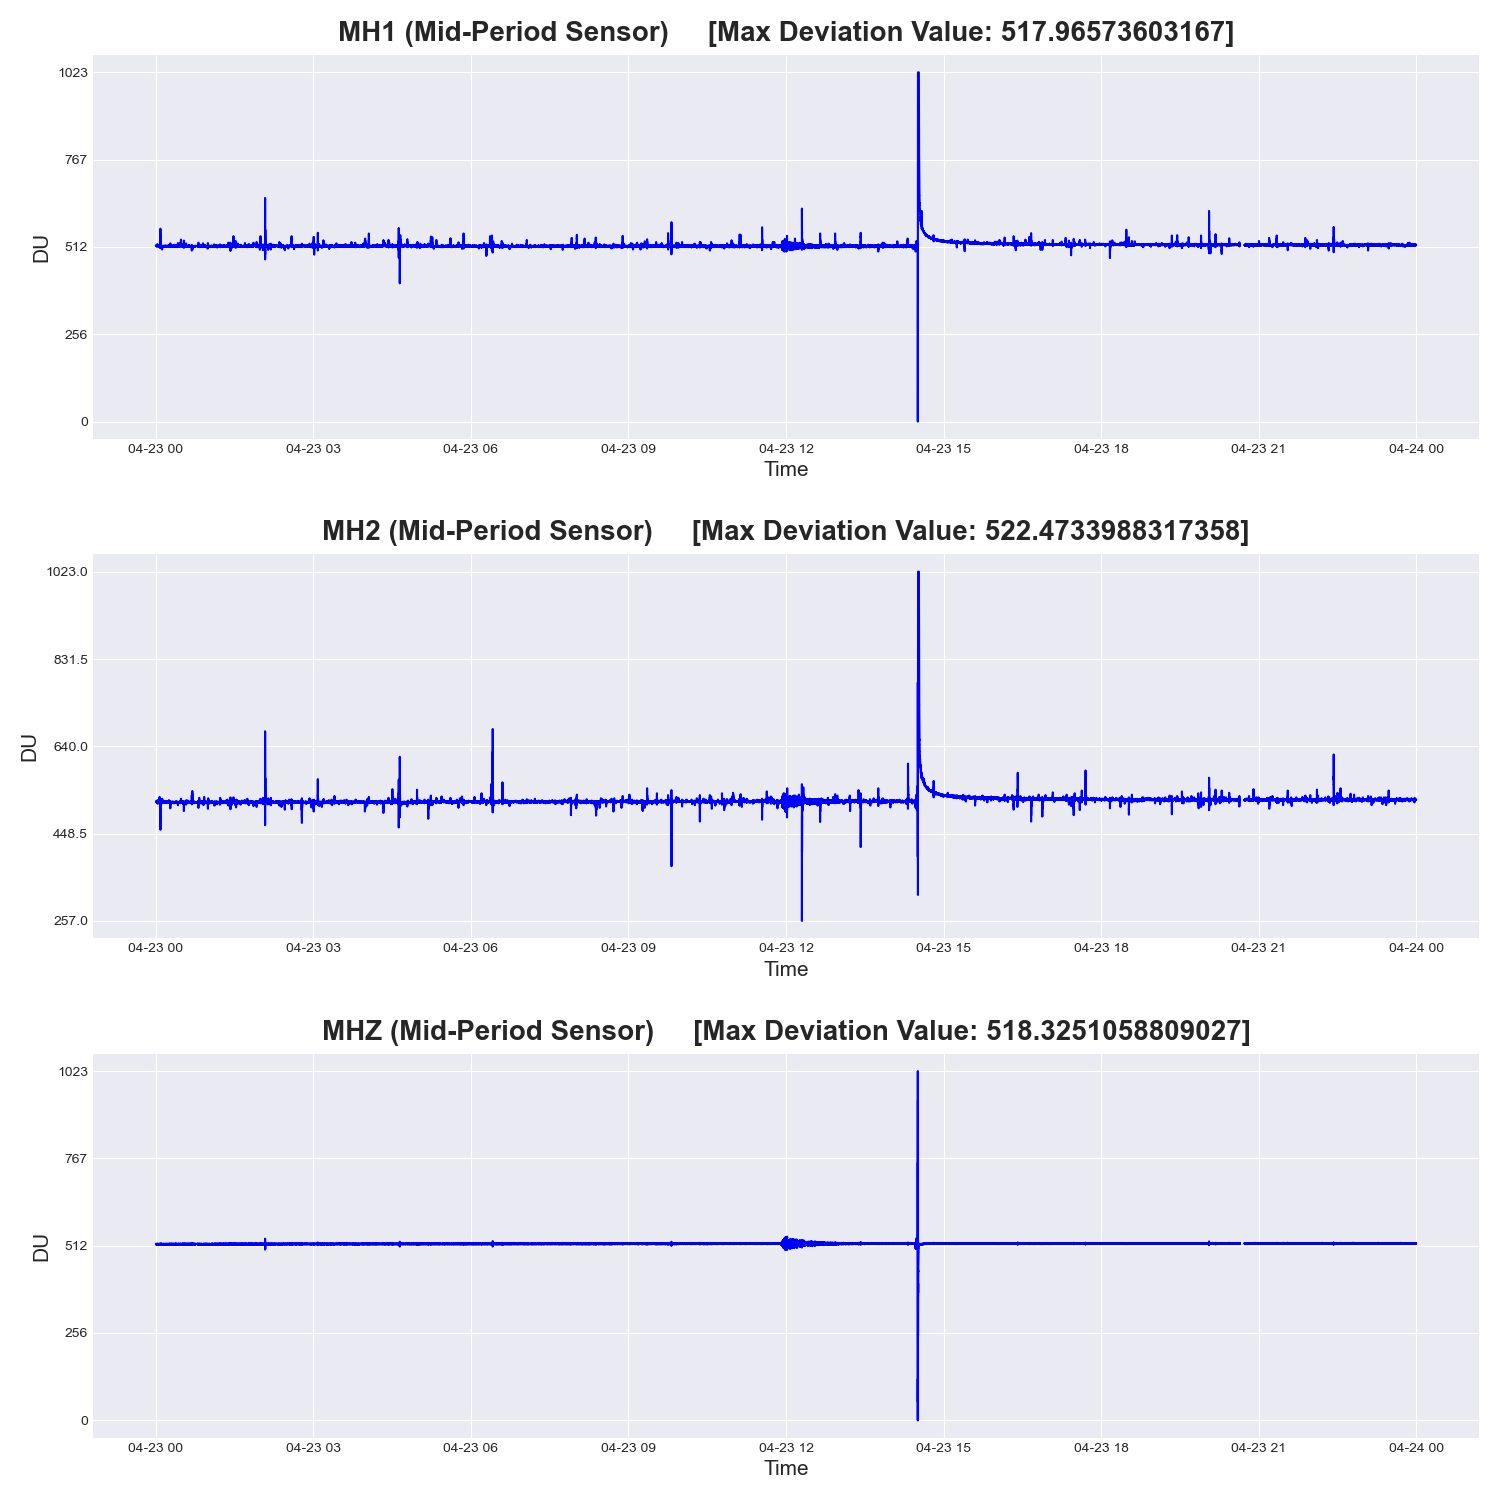 MH1 (Mid-Period Sensor) [Max Deviation Value: 517.96573603167]
1023
767
512
256
0
DU
04-23 00 04-23 03 04-23 06 04-23 09 04-23 12 04-23 15 04-23 18 04-23 21 04-24 00
Time
MH2 (Mid-Period Sensor) [Max Deviation Value: 522.4733988317358]
1023.0
831.5
640.0
448.5
257.0
DU
04-23 00 04-23 03 04-23 06 04-23 09 04-23 12 04-23 15 04-23 18 04-23 21 04-24 00
Time
MHZ (Mid-Period Sensor) [Max Deviation Value: 518.3251058809027]
1023
767
512
256
0
DU
04-23 00 04-23 03 04-23 06 04-23 09 04-23 12 04-23 15 04-23 18 04-23 21 04-24 00
Time